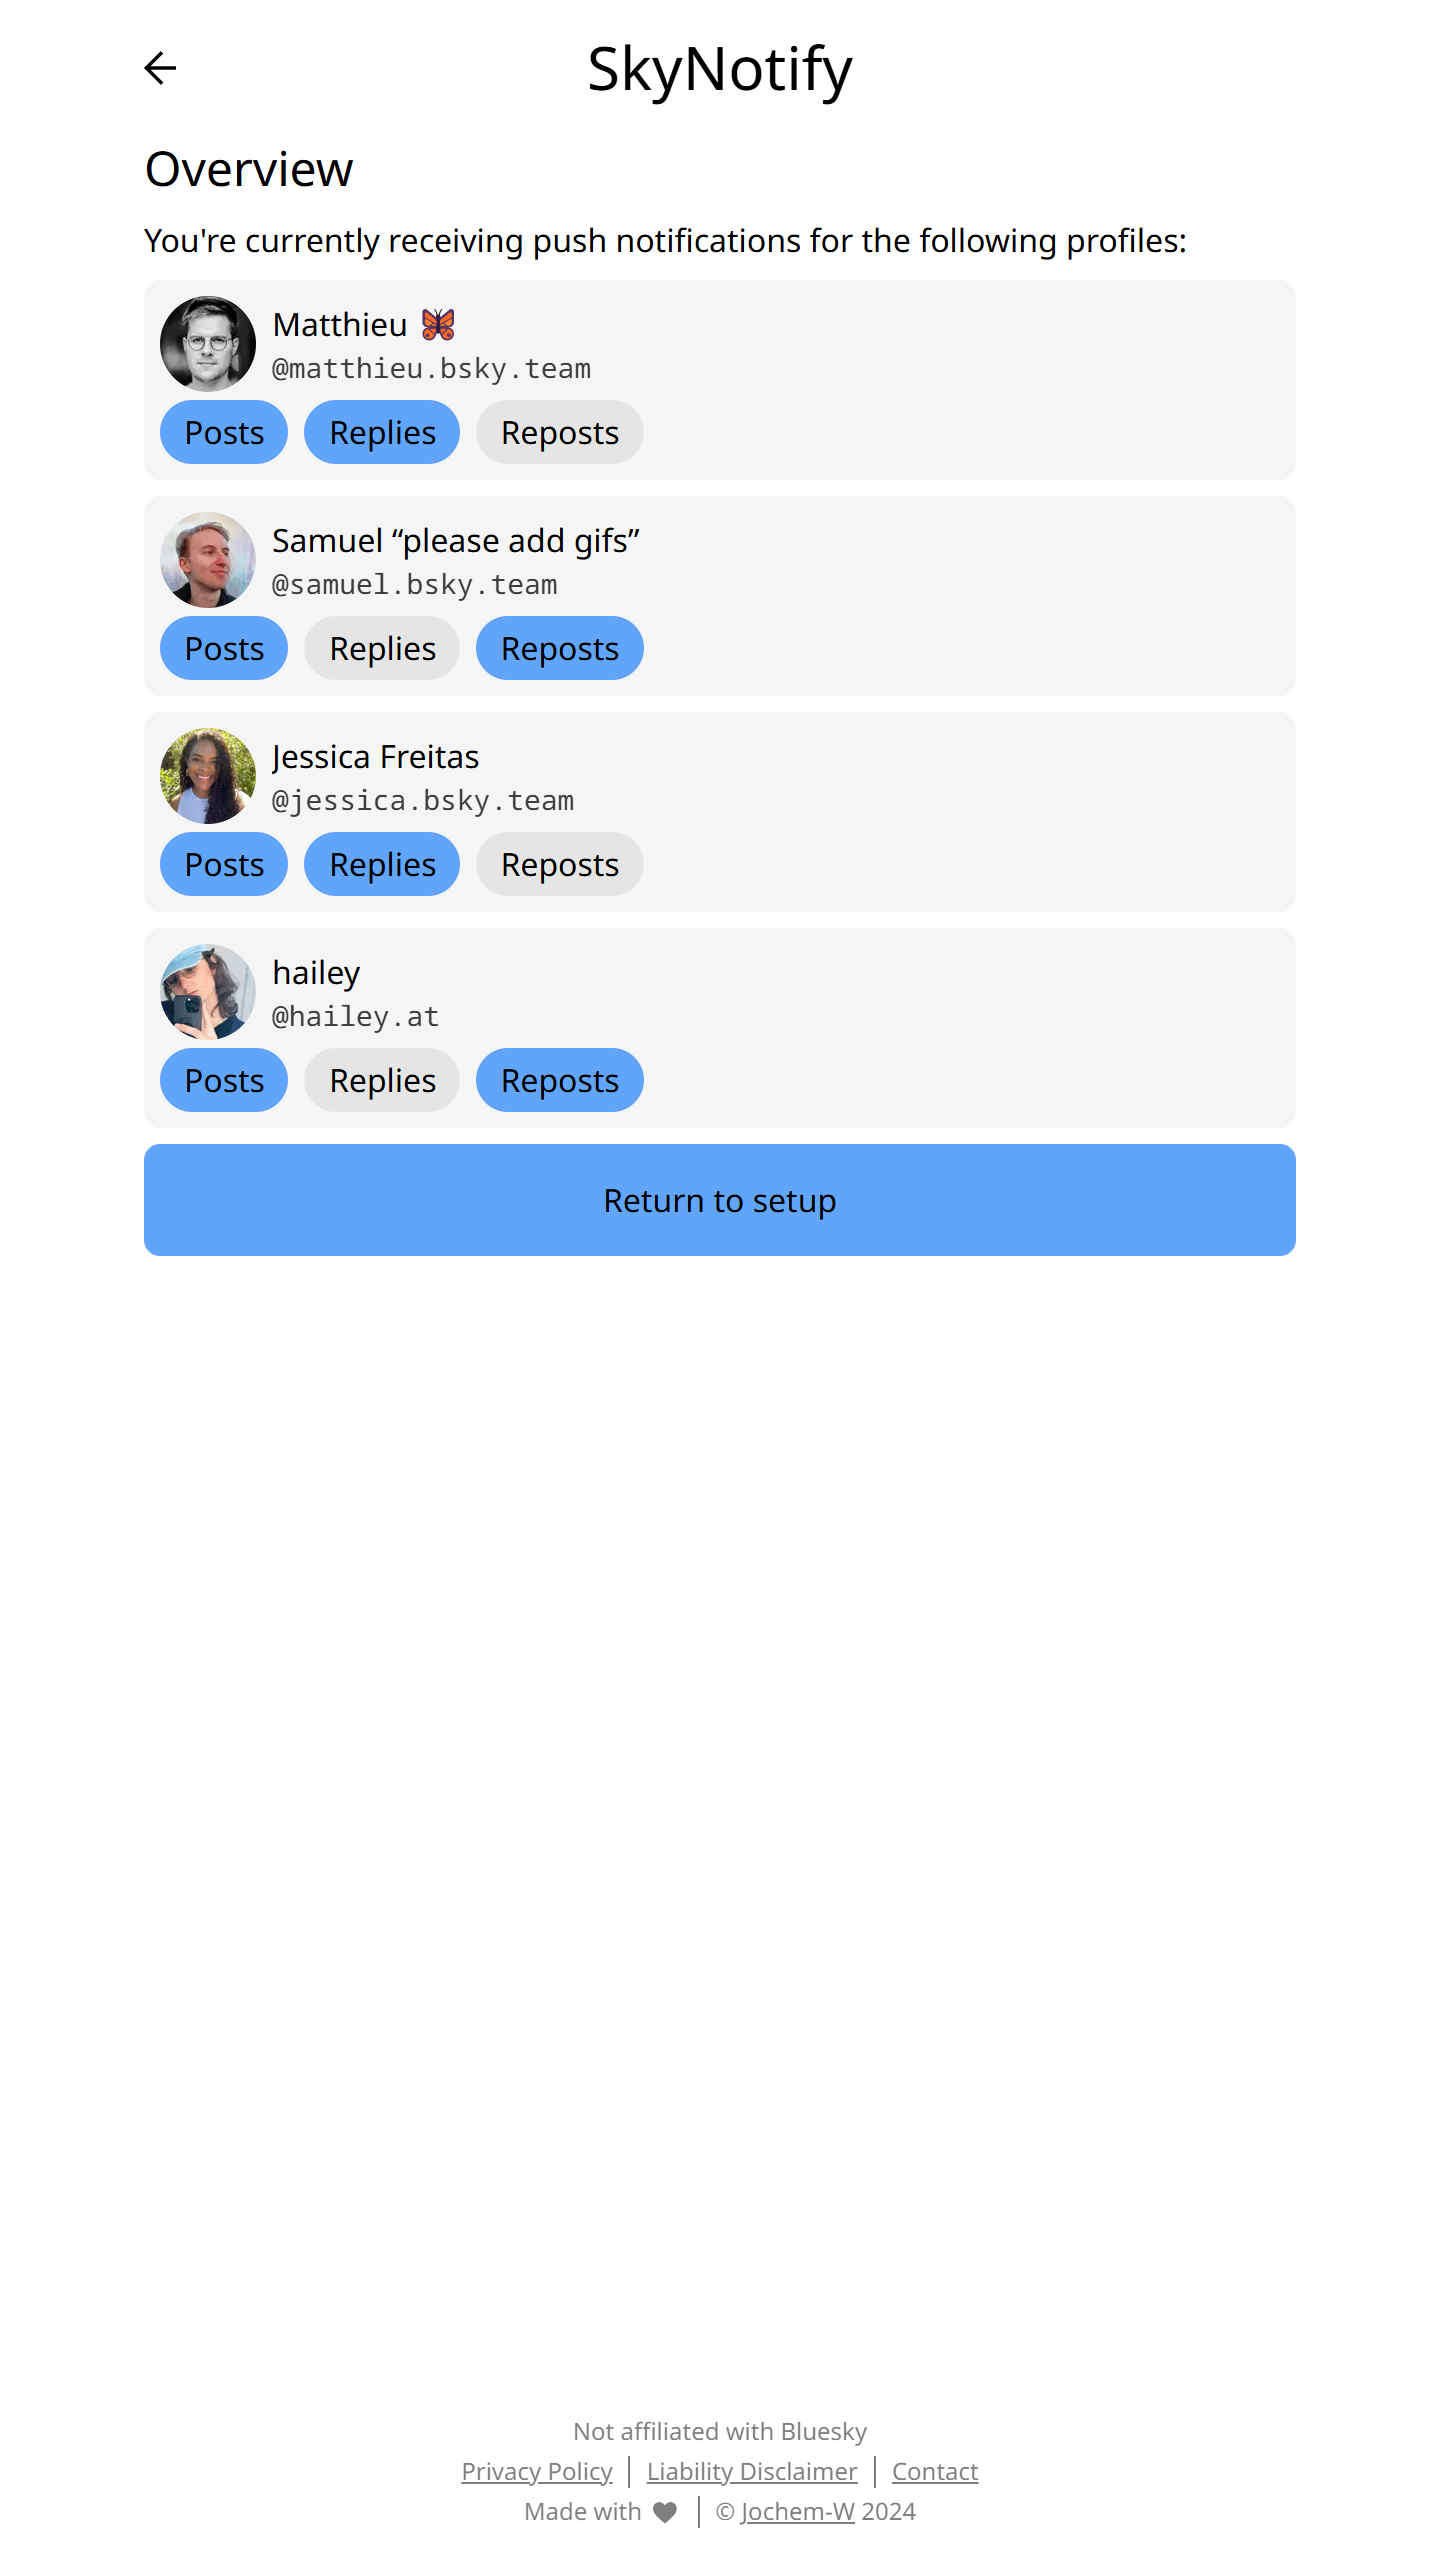 SkyNotify
Overview
You're currently receiving push notifications for the following profiles:
Matthieu 🦋
@matthieu.bsky.team
Posts Replies Reposts
Samuel “please add gifs”
@samuel.bsky.team
Posts Replies Reposts
Jessica Freitas
@jessica.bsky.team
Posts Replies Reposts
hailey
@hailey.at
Posts Replies Reposts
Return to setup
Not affiliated with Bluesky
Privacy Policy | Liability Disclaimer | Contact
Made with ♥ | © Jochem-W 2024